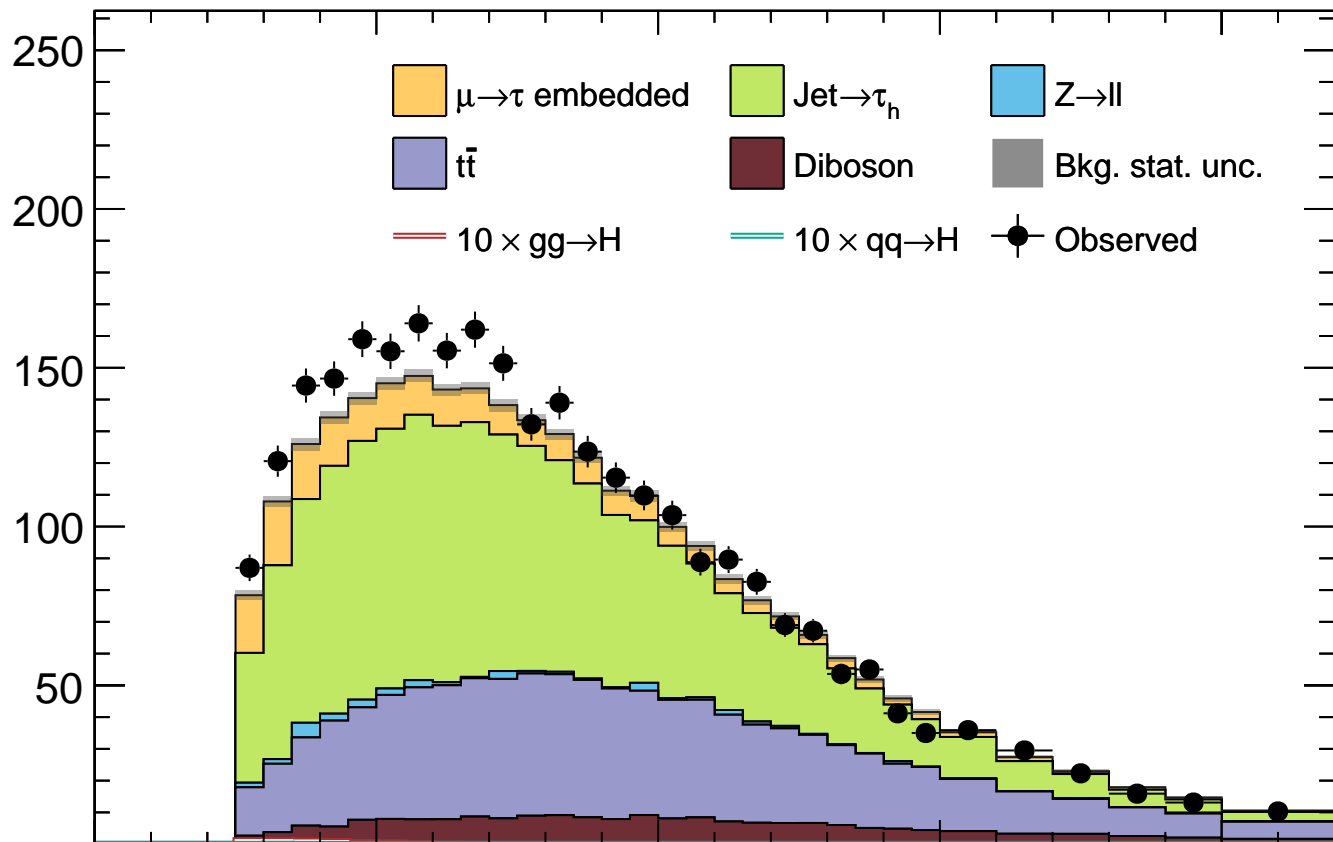 250
μ→τ embedded
Jet→τₕ
Z→ll
tt̄
Diboson
Bkg. stat. unc.
200
10 × gg→H
10 × qq→H
Observed
150
100
50